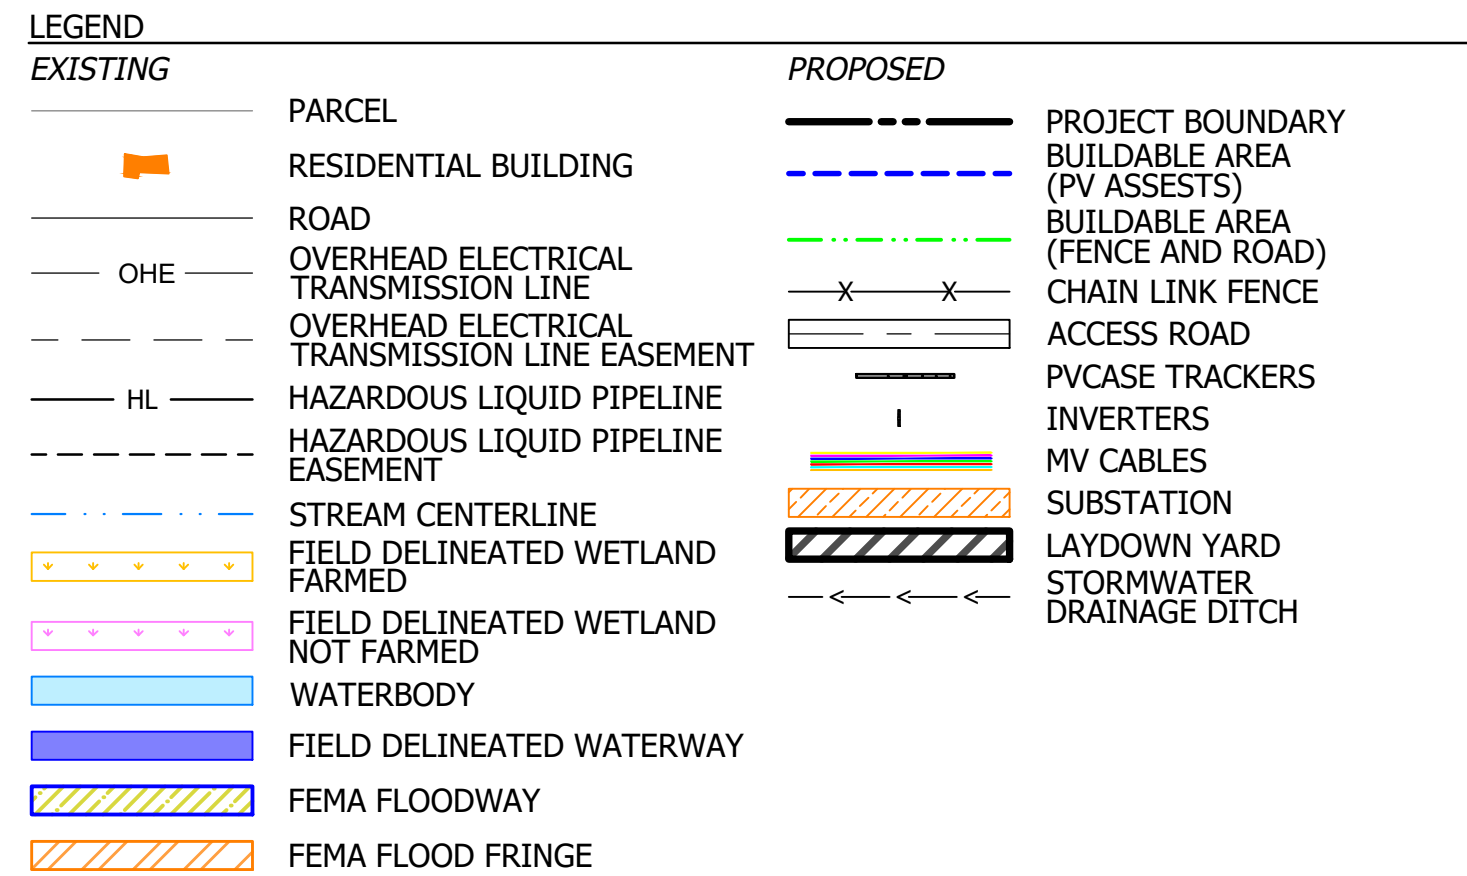 LEGEND
EXISTING
PARCEL
RESIDENTIAL BUILDING
ROAD
OHE
OVERHEAD ELECTRICAL
TRANSMISSION LINE
OVERHEAD ELECTRICAL
TRANSMISSION LINE EASEMENT
HL
HAZARDOUS LIQUID PIPELINE
HAZARDOUS LIQUID PIPELINE
EASEMENT
STREAM CENTERLINE
FIELD DELINEATED WETLAND
FARMED
FIELD DELINEATED WETLAND
NOT FARMED
WATERBODY
FIELD DELINEATED WATERWAY
FEMA FLOODWAY
FEMA FLOOD FRINGE
PROPOSED
PROJECT BOUNDARY
BUILDABLE AREA
(PV ASSESTS)
BUILDABLE AREA
(FENCE AND ROAD)
X X
CHAIN LINK FENCE
ACCESS ROAD
PVCASE TRACKERS
INVERTERS
MV CABLES
SUBSTATION
LAYDOWN YARD
STORMWATER
DRAINAGE DITCH